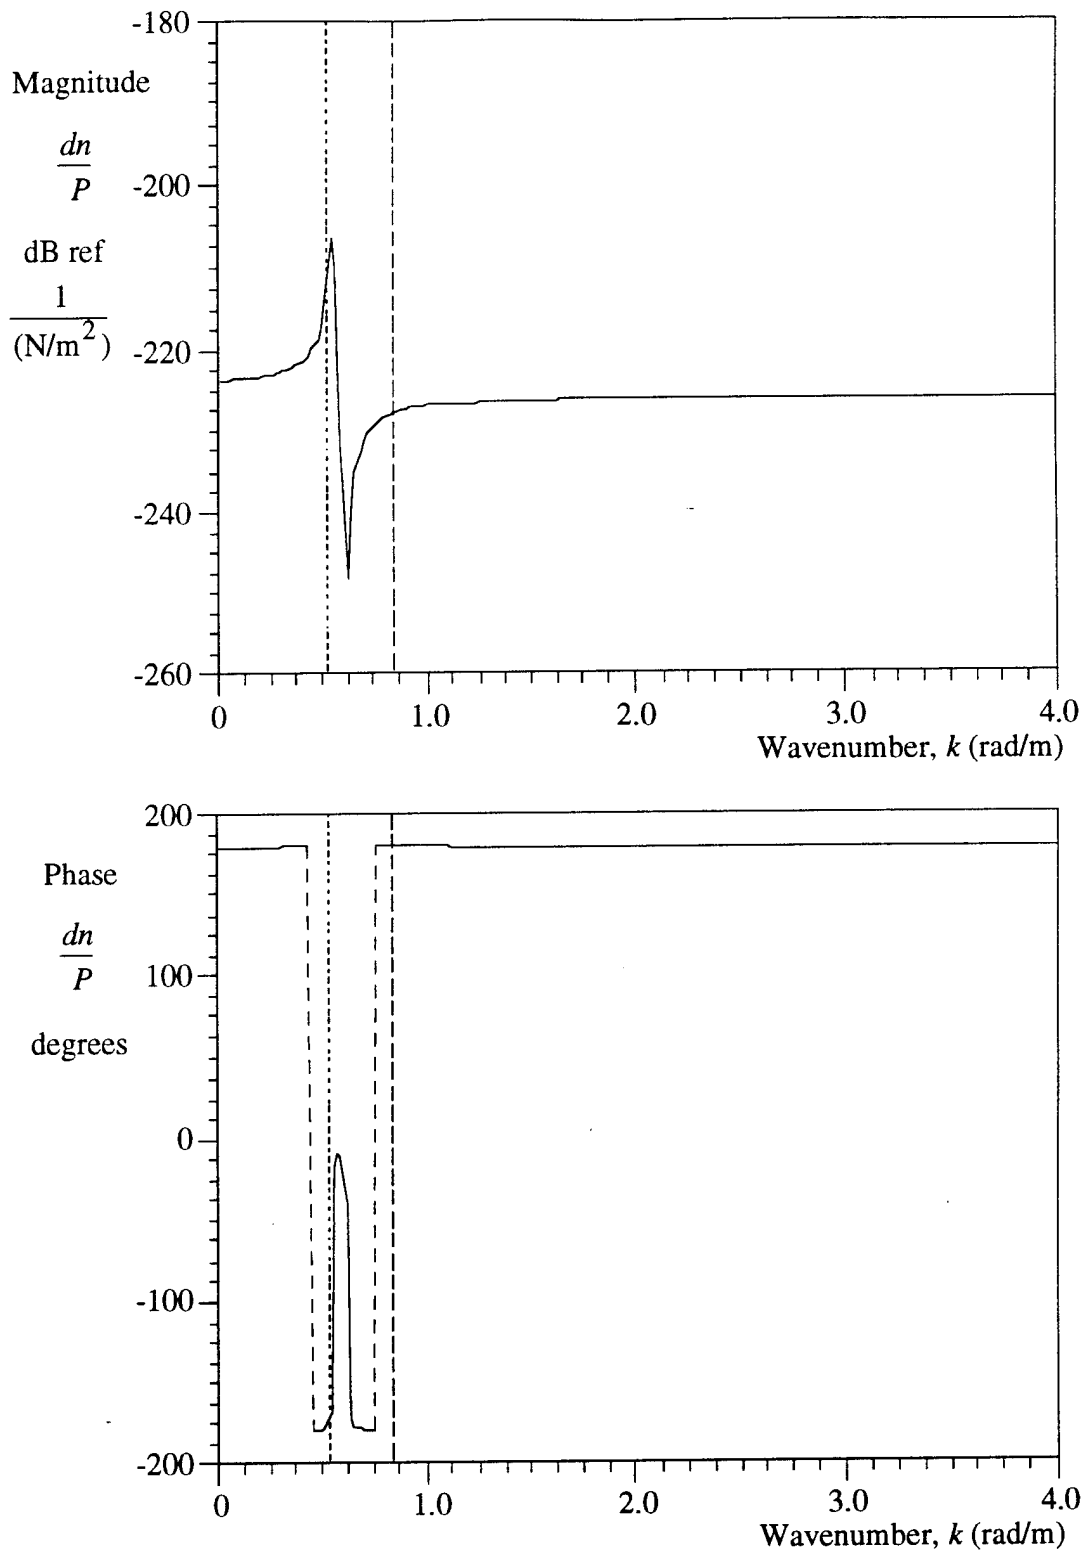 -180
Magnitude
dn
P
-200
dB ref
1
(N/m²)
-220
-240
-260
0 1.0 2.0 3.0 4.0
Wavenumber, k (rad/m)
200
Phase
dn
P
100
degrees
0
-100
-200
0 1.0 2.0 3.0 4.0
Wavenumber, k (rad/m)